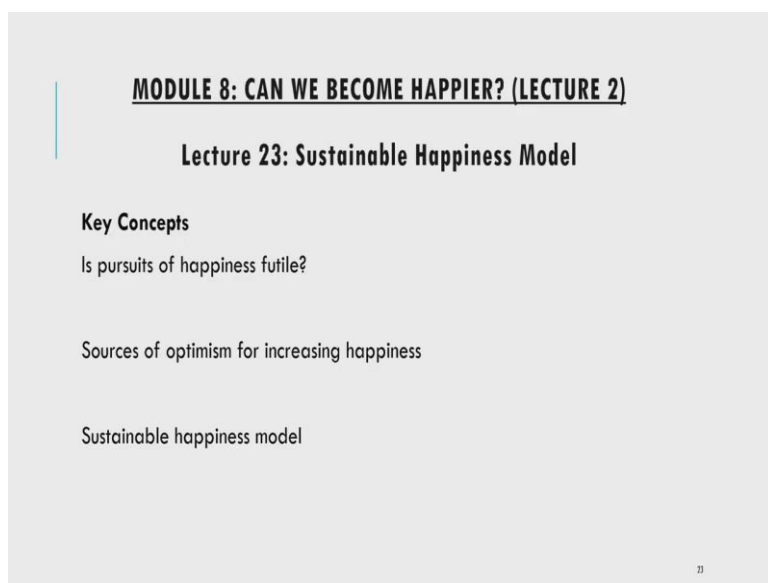 MODULE 8: CAN WE BECOME HAPPIER? (LECTURE 2)
Lecture 23: Sustainable Happiness Model
Key Concepts
Is pursuits of happiness futile?
Sources of optimism for increasing happiness
Sustainable happiness model
23